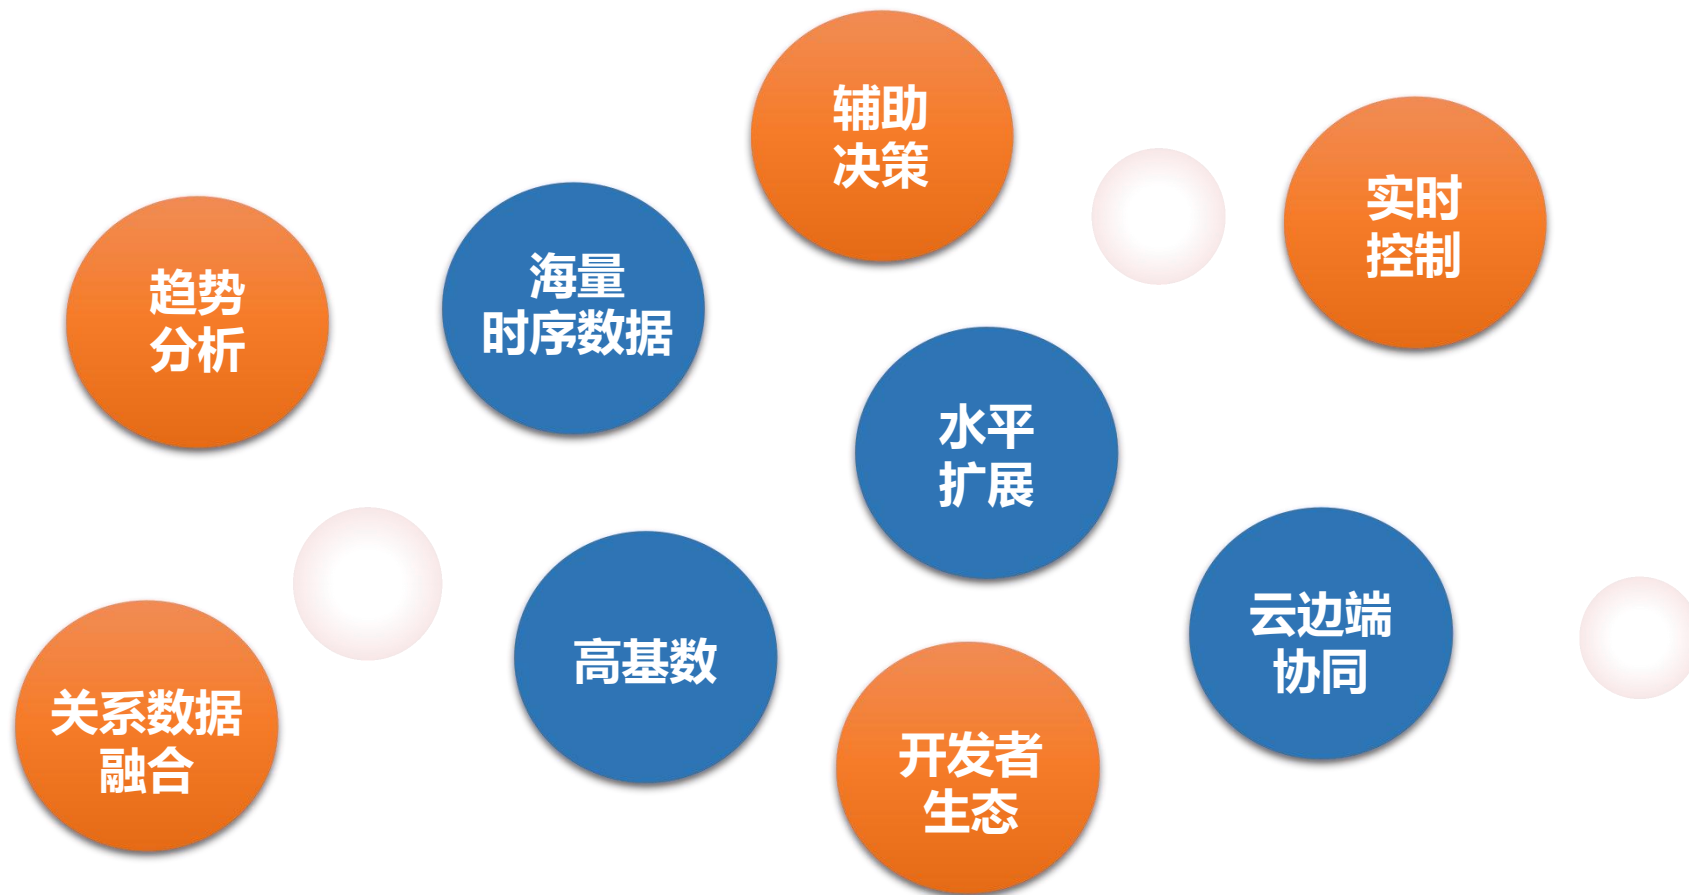 辅助
决策
实时
控制
趋势
分析
海量
时序数据
水平
扩展
云边端
协同
高基数
关系数据
融合
开发者
生态